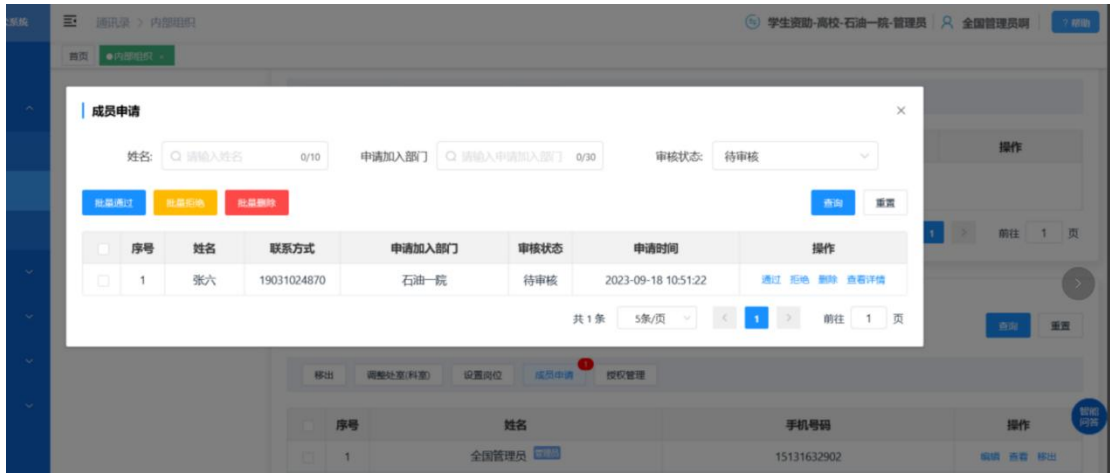 系统
通讯录 > 内部组织
学生资助-高校-石油一院-管理员
全国管理员啊
? 帮助
首页
内部组织 ×
成员申请
姓名: 请输入姓名 0/10
申请加入部门 请输入申请加入部门 0/30
审核状态: 待审核
批量通过 批量拒绝 批量删除
查询 重置
序号 姓名 联系方式 申请加入部门 审核状态 申请时间 操作
1 张六 19031024870 石油一院 待审核 2023-09-18 10:51:22 通过 拒绝 删除 查看详情
共 1 条 5条/页 < 1 > 前往 1 页
操作
1 > 前往 1 页
查询 重置
移出 调整处室(科室) 设置岗位 成员申请 1 授权管理
序号 姓名 手机号码 操作
1 全国管理员 管理员 15131632902 编辑 查看 移出
智能
问答